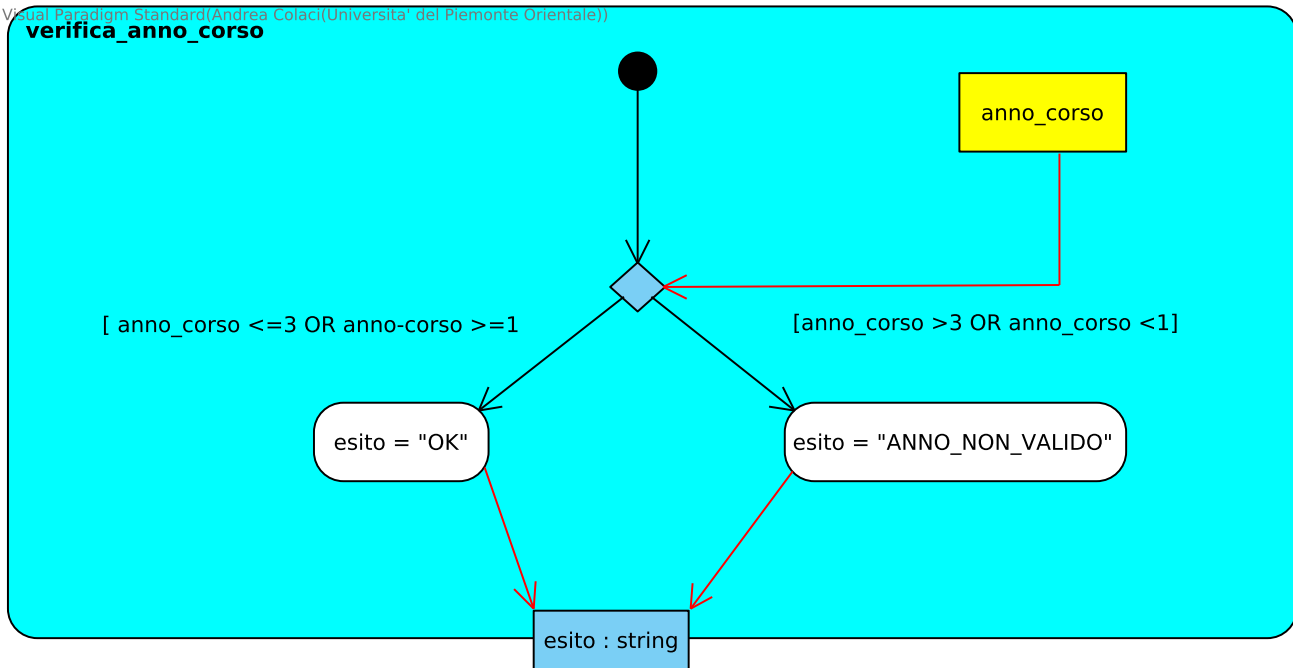 Visual Paradigm Standard(Andrea Colaci(Universita' del Piemonte Orientale))
verifica_anno_corso
anno_corso
[ anno_corso <=3 OR anno-corso >=1
[anno_corso >3 OR anno_corso <1]
esito = "OK"
esito = "ANNO_NON_VALIDO"
esito : string